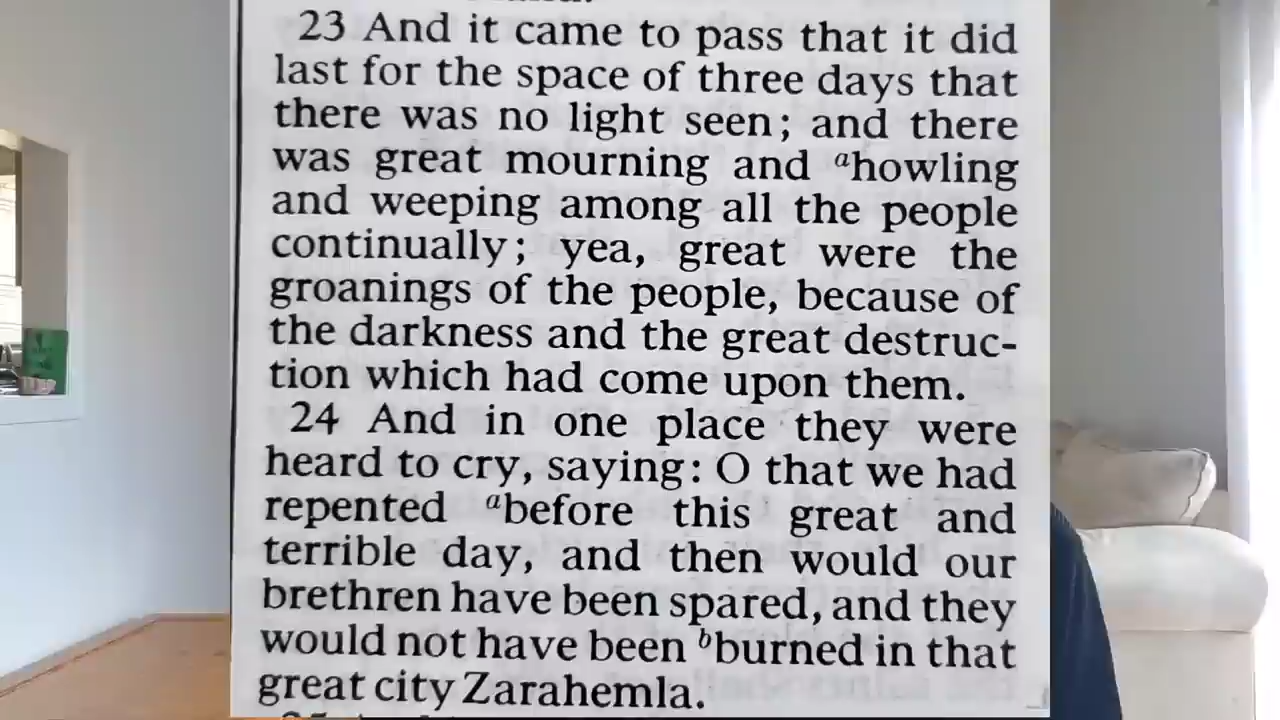 23 And it came to pass that it did
last for the space of three days that
there was no light seen; and there
was great mourning and ahowling
and weeping among all the people
continually; yea, great were the
groanings of the people, because of
the darkness and the great destruc-
tion which had come upon them.
24 And in one place they were
heard to cry, saying: O that we had
repented abefore this great and
terrible day, and then would our
brethren have been spared, and they
would not have been bburned in that
great city Zarahemla.